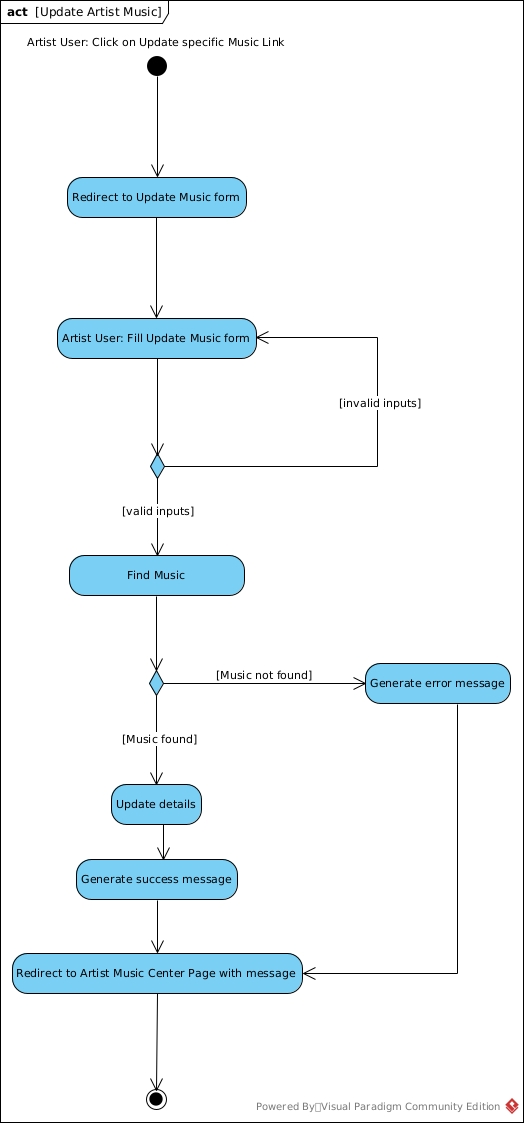 act [Update Artist Music]
Artist User: Click on Update specific Music Link
Redirect to Update Music form
Artist User: Fill Update Music form
[invalid inputs]
[valid inputs]
Find Music
[Music not found]
Generate error message
[Music found]
Update details
Generate success message
Redirect to Artist Music Center Page with message
Powered By Visual Paradigm Community Edition